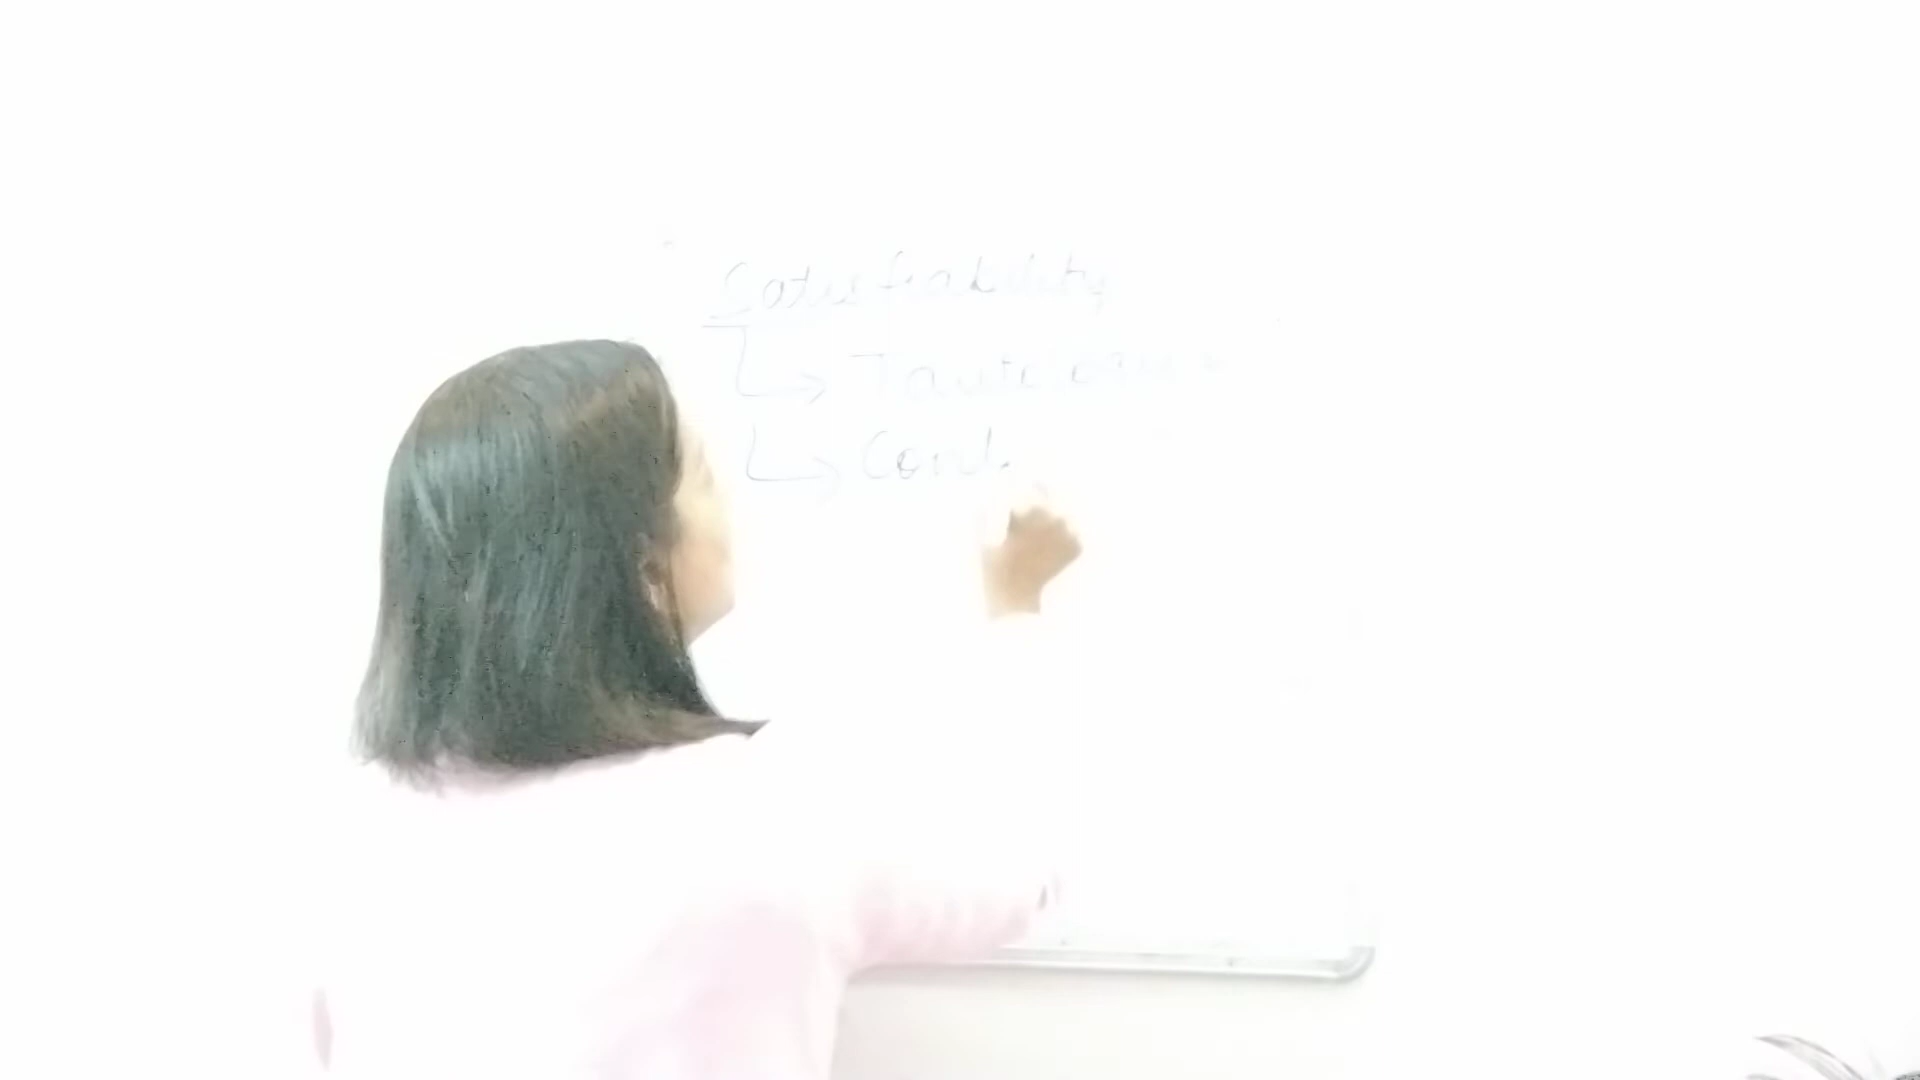 Satisfiability
→ Tautology
→ Cont